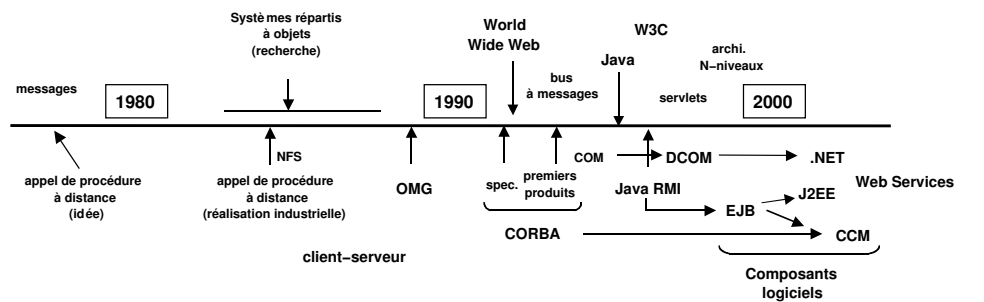 Systèmes répartis
à objets
(recherche)
World
Wide Web
W3C
Java
archi.
N−niveaux
messages
1980
1990
bus
à messages
servlets
2000
NFS
appel de procédure
à distance
(idée)
appel de procédure
à distance
(réalisation industrielle)
OMG
spec.
premiers
produits
COM
DCOM
.NET
Java RMI
Web Services
J2EE
EJB
CORBA
CCM
client−serveur
Composants
logiciels